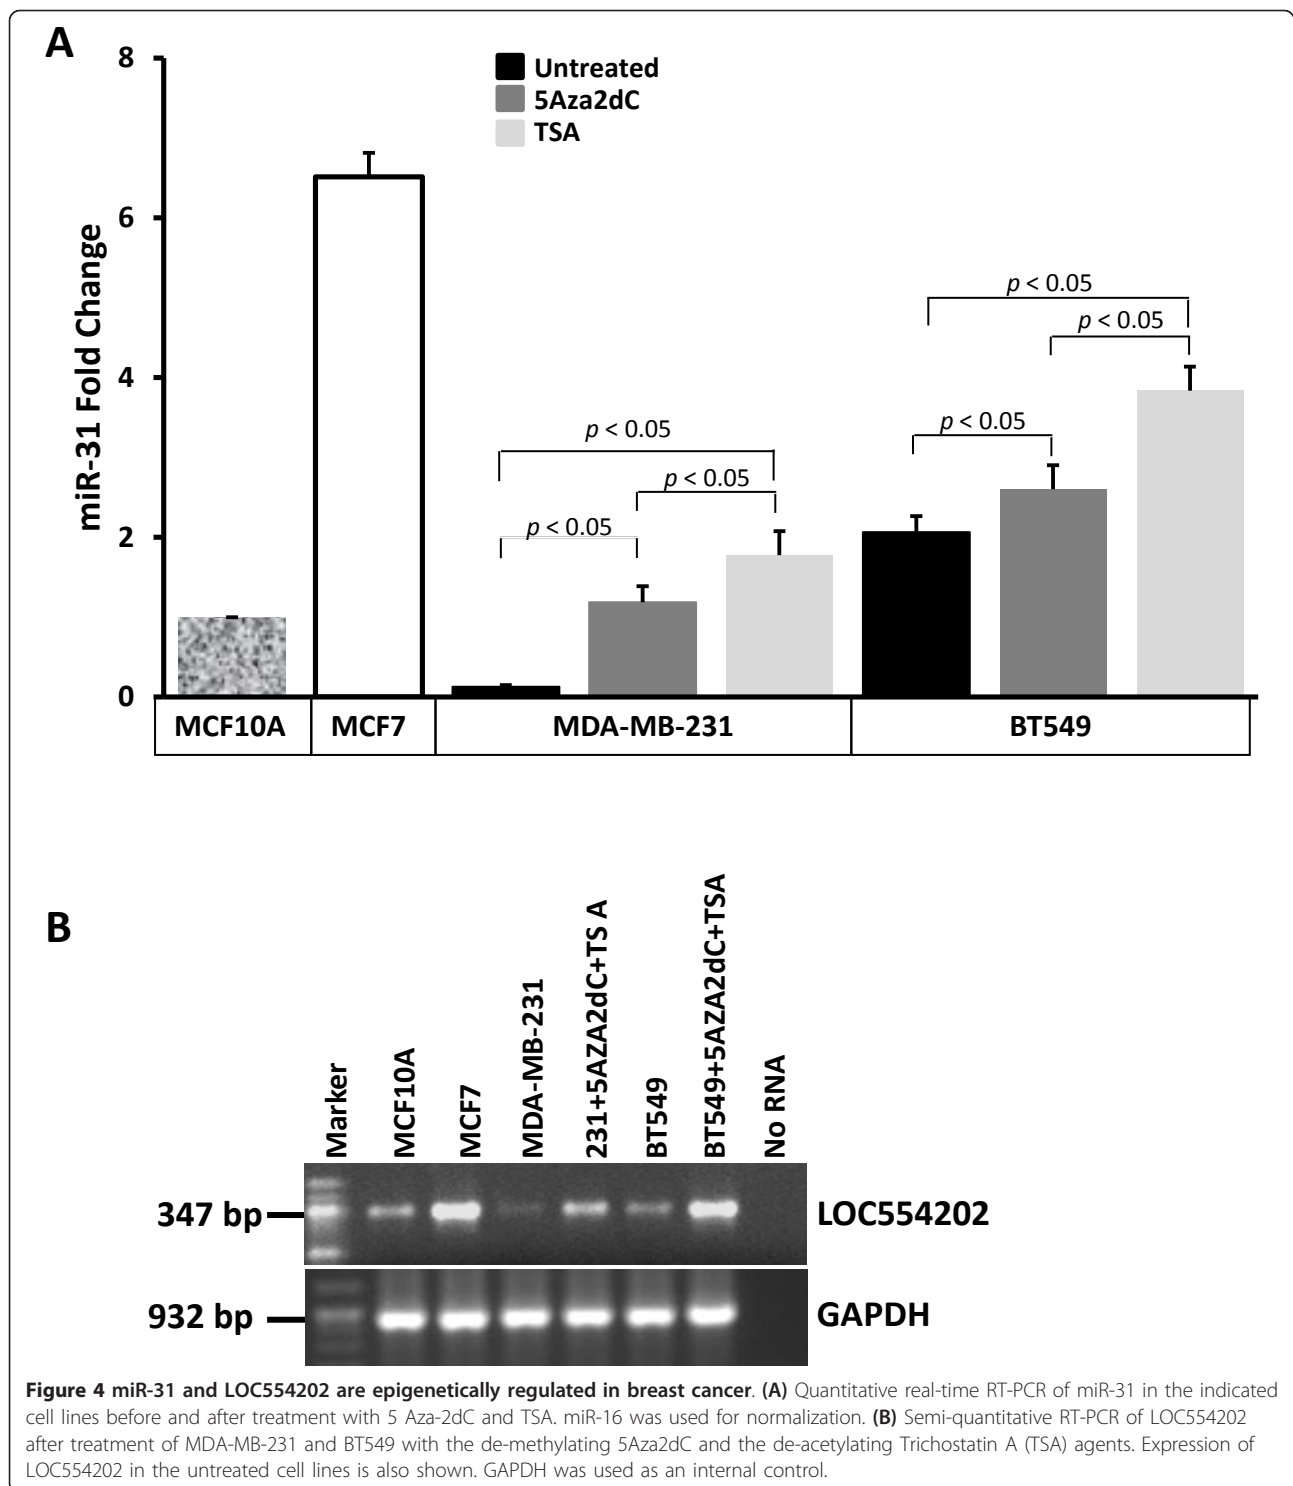 A
8
6
4
2
0
miR-31 Fold Change
Untreated
5Aza2dC
TSA
p < 0.05
p < 0.05
p < 0.05
p < 0.05
p < 0.05
p < 0.05
MCF10A MCF7 MDA-MB-231 BT549
B
Marker
MCF10A
MCF7
MDA-MB-231
231+5AZA2dC+TS A
BT549
BT549+5AZA2dC+TSA
No RNA
347 bp
LOC554202
932 bp
GAPDH
Figure 4 miR-31 and LOC554202 are epigenetically regulated in breast cancer. (A) Quantitative real-time RT-PCR of miR-31 in the indicated
cell lines before and after treatment with 5 Aza-2dC and TSA. miR-16 was used for normalization. (B) Semi-quantitative RT-PCR of LOC554202
after treatment of MDA-MB-231 and BT549 with the de-methylating 5Aza2dC and the de-acetylating Trichostatin A (TSA) agents. Expression of
LOC554202 in the untreated cell lines is also shown. GAPDH was used as an internal control.